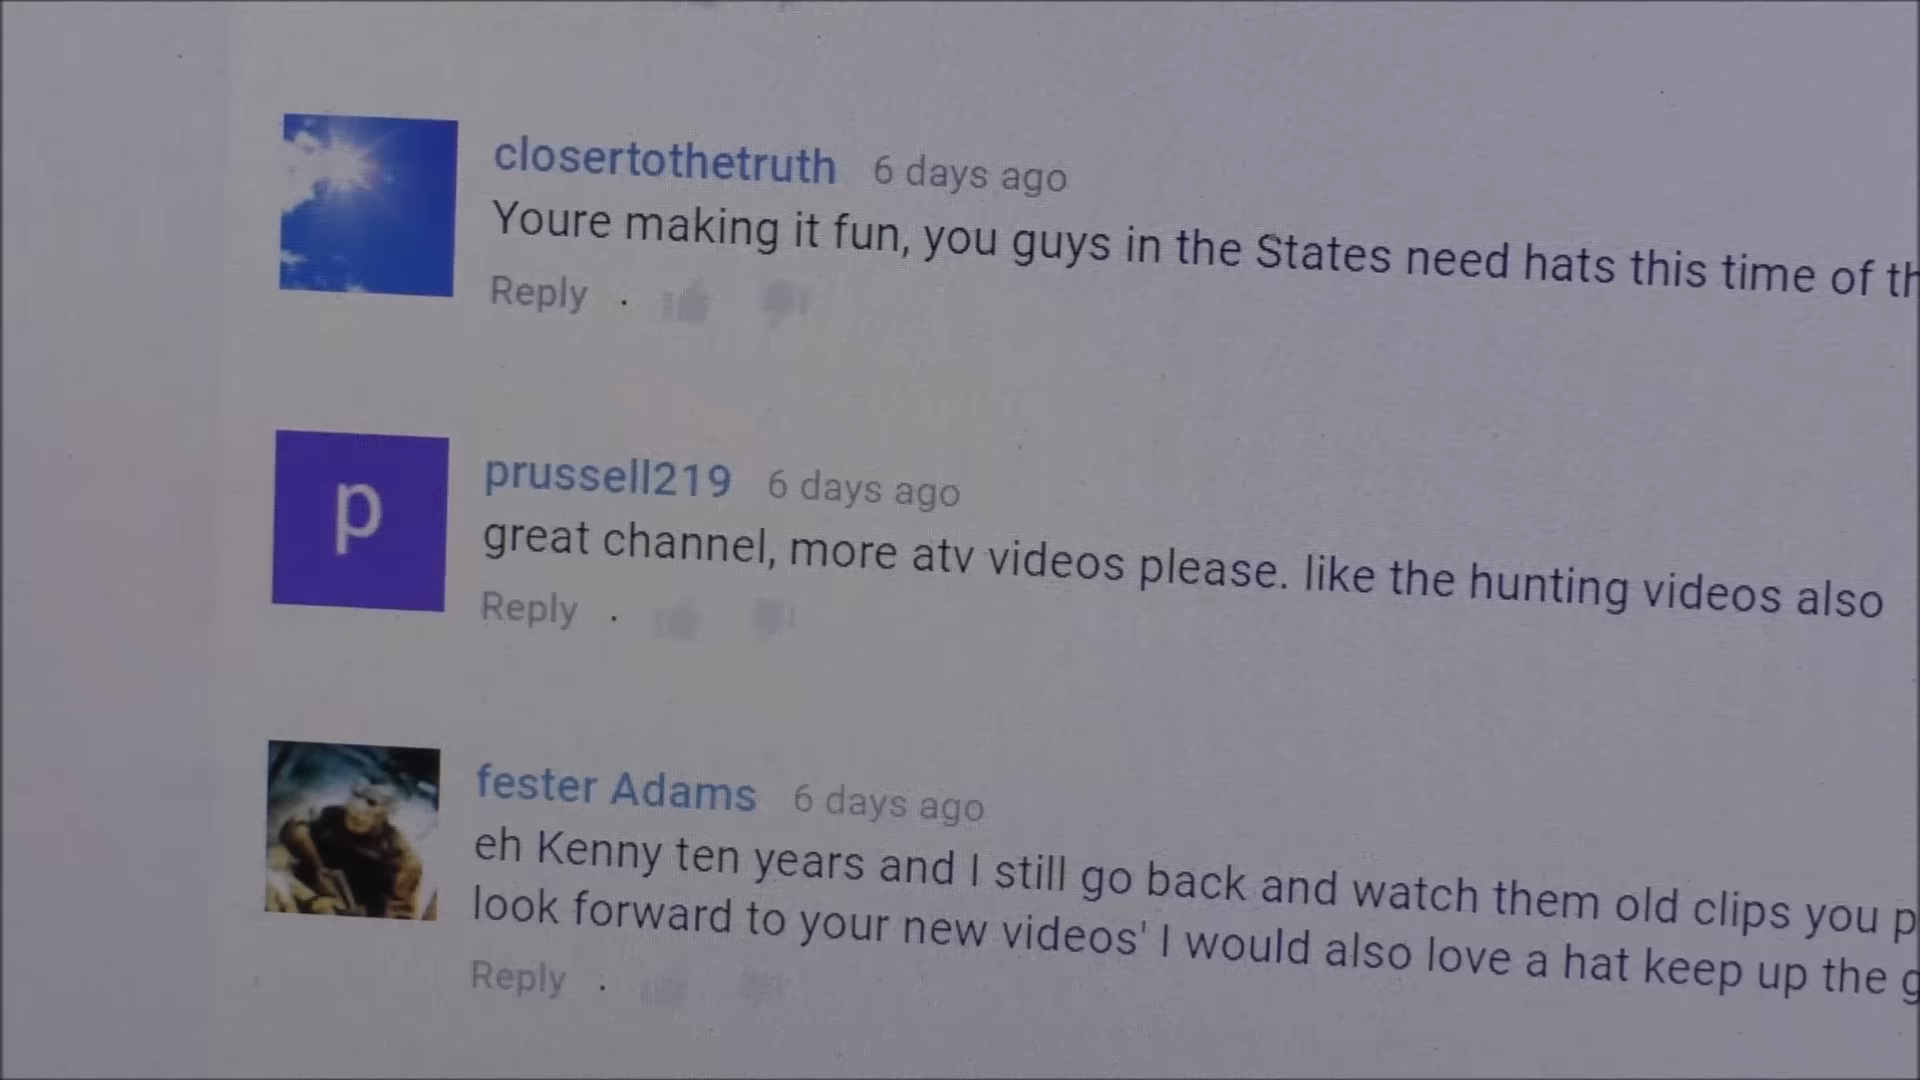 closertothetruth 6 days ago
Youre making it fun, you guys in the States need hats this time of
Reply .
p
prussell219 6 days ago
great channel, more atv videos please. like the hunting videos also
Reply .
fester Adams 6 days ago
eh Kenny ten years and I still go back and watch them old clips you
look forward to your new videos' I would also love a hat keep up the
Reply .